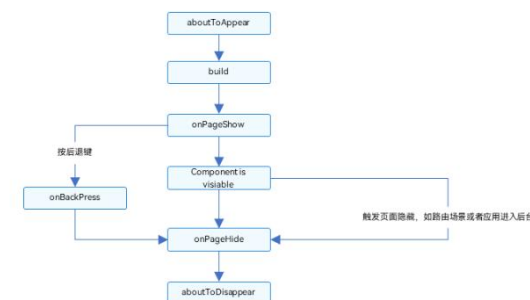 aboutToAppear
build
onPageShow
按后退键
Component is
visiable
onBackPress
触发页面隐藏，如路由场景或者应用进入后台
onPageHide
aboutToDisappear